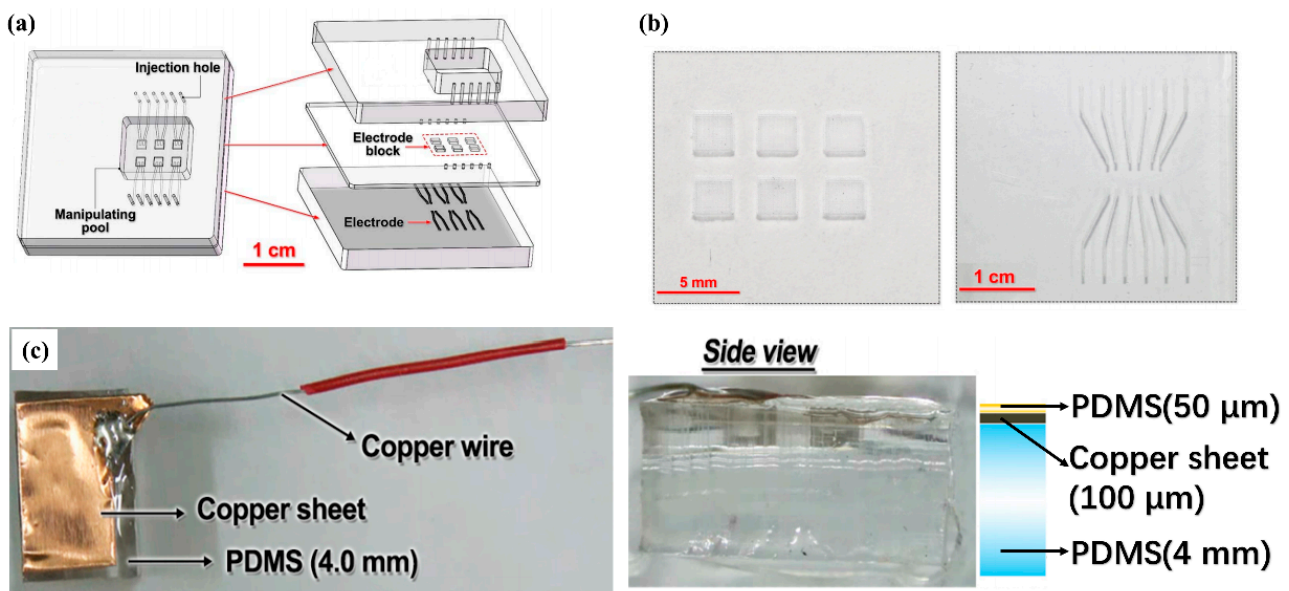 (a)
Injection hole
Manipulating
pool
Electrode
block
Electrode
1 cm
(b)
5 mm
1 cm
(c)
Copper wire
Copper sheet
PDMS (4.0 mm)
Side view
PDMS(50 μm)
Copper sheet
(100 μm)
PDMS(4 mm)